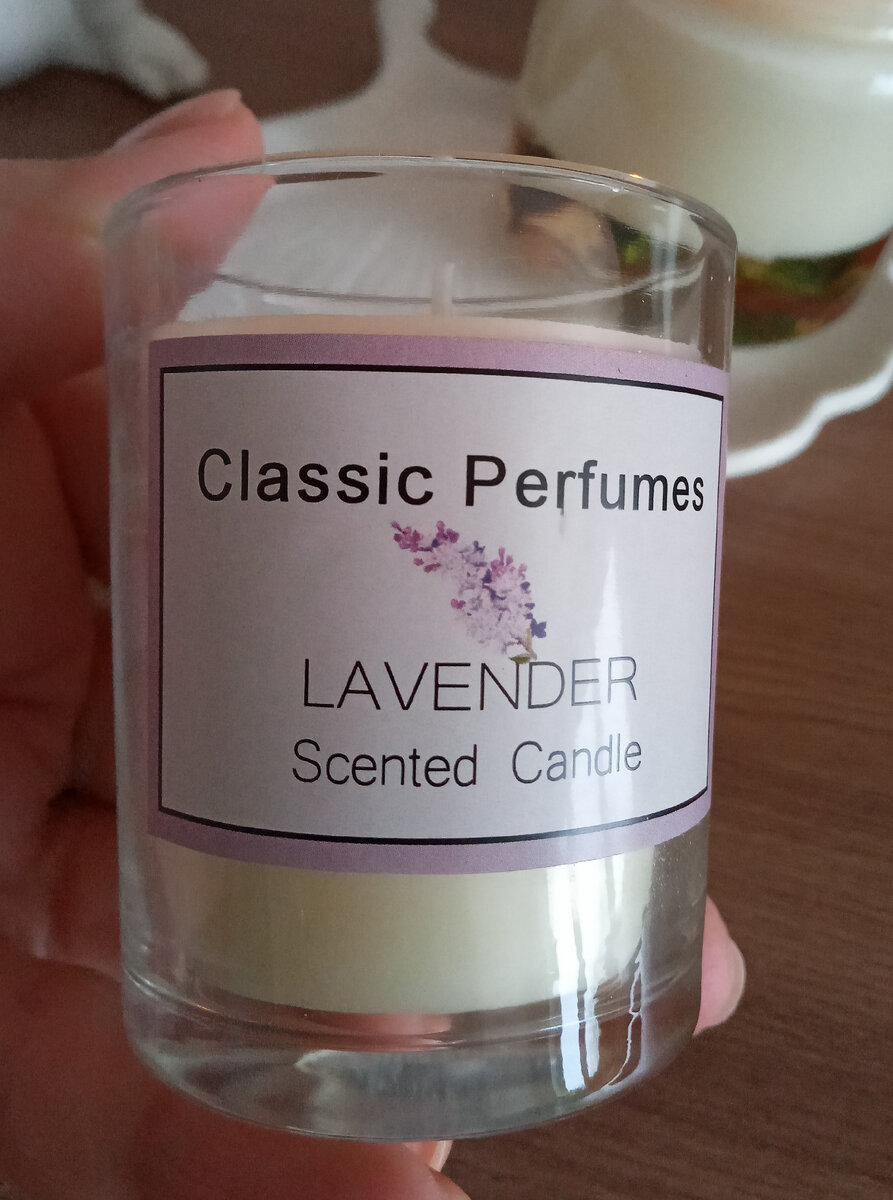 Classic Perfumes
LAVENDER
Scented Candle